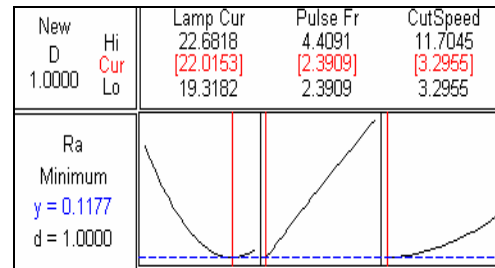 New
D
1.0000
Hi
Cur
Lo
Lamp Cur
22.6818
[22.0153]
19.3182
Pulse Fr
4.4091
[2.3909]
2.3909
CutSpeed
11.7045
[3.2955]
3.2955
Ra
Minimum
y = 0.1177
d = 1.0000